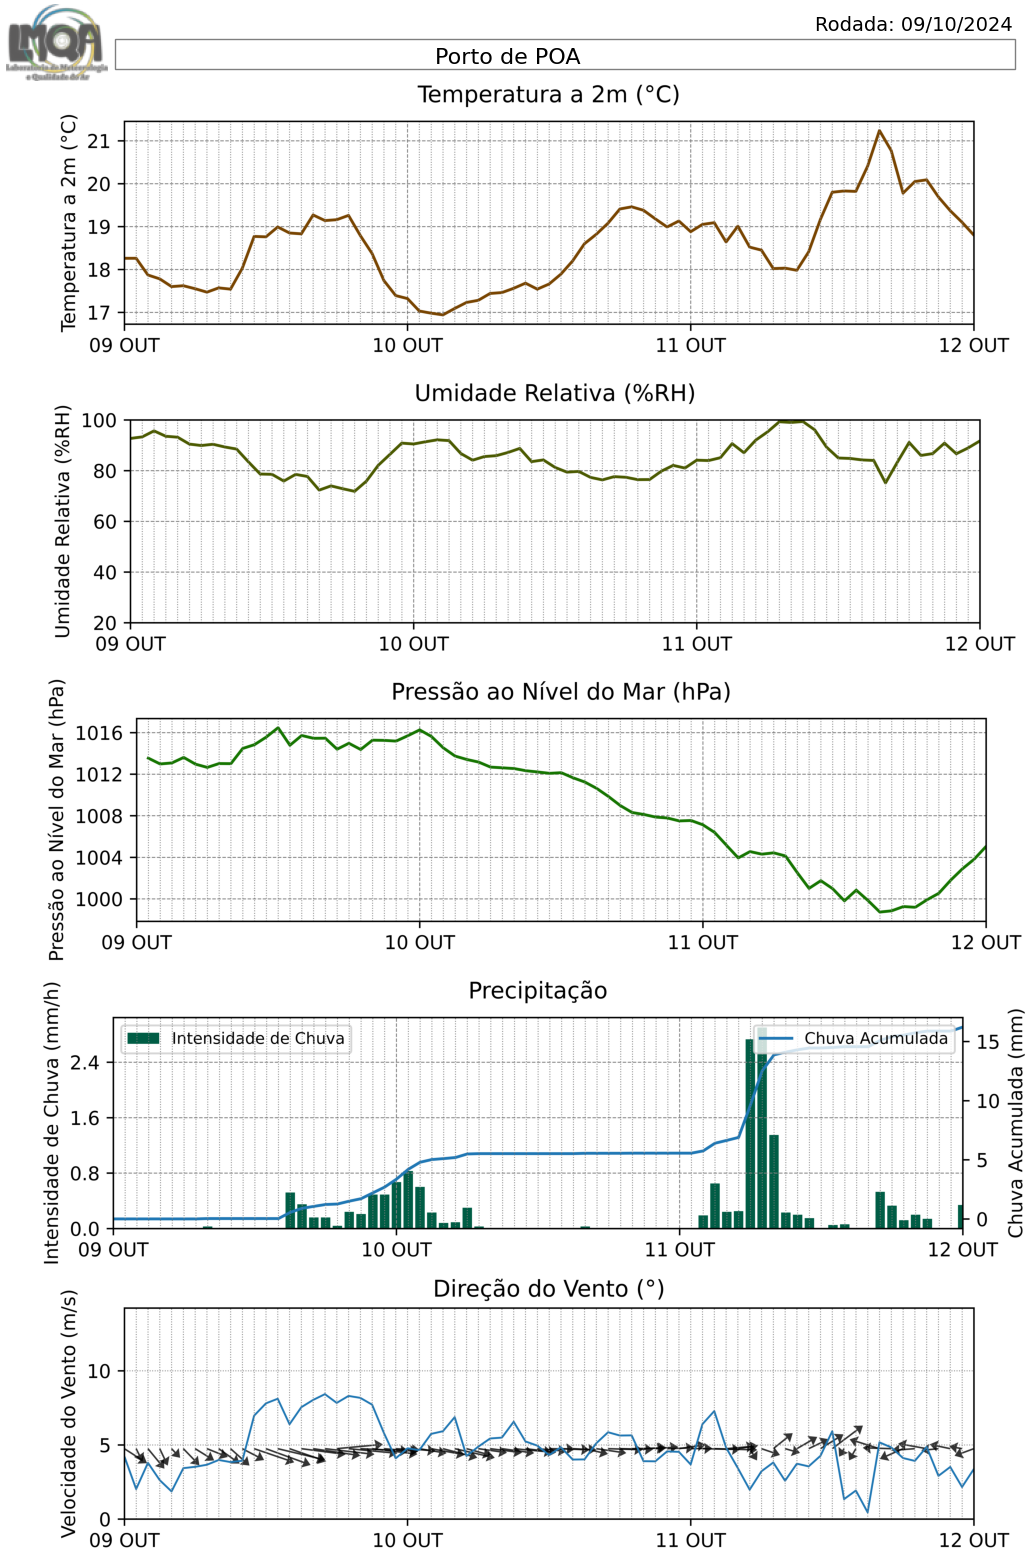 LMQA
Laboratório de Meteorologia
e Qualidade do Ar
Rodada: 09/10/2024
Porto de POA
Temperatura a 2m (°C)
Temperatura a 2m (°C)
21
20
19
18
17
09 OUT 10 OUT 11 OUT 12 OUT
Umidade Relativa (%RH)
Umidade Relativa (%RH)
100
80
60
40
20
09 OUT 10 OUT 11 OUT 12 OUT
Pressão ao Nível do Mar (hPa)
Pressão ao Nível do Mar (hPa)
1016
1012
1008
1004
1000
09 OUT 10 OUT 11 OUT 12 OUT
Precipitação
Intensidade de Chuva (mm/h)
Intensidade de Chuva
Chuva Acumulada
2.4
1.6
0.8
0.0
15
10
5
0
Chuva Acumulada (mm)
09 OUT 10 OUT 11 OUT 12 OUT
Direção do Vento (°)
Velocidade do Vento (m/s)
10
5
0
09 OUT 10 OUT 11 OUT 12 OUT